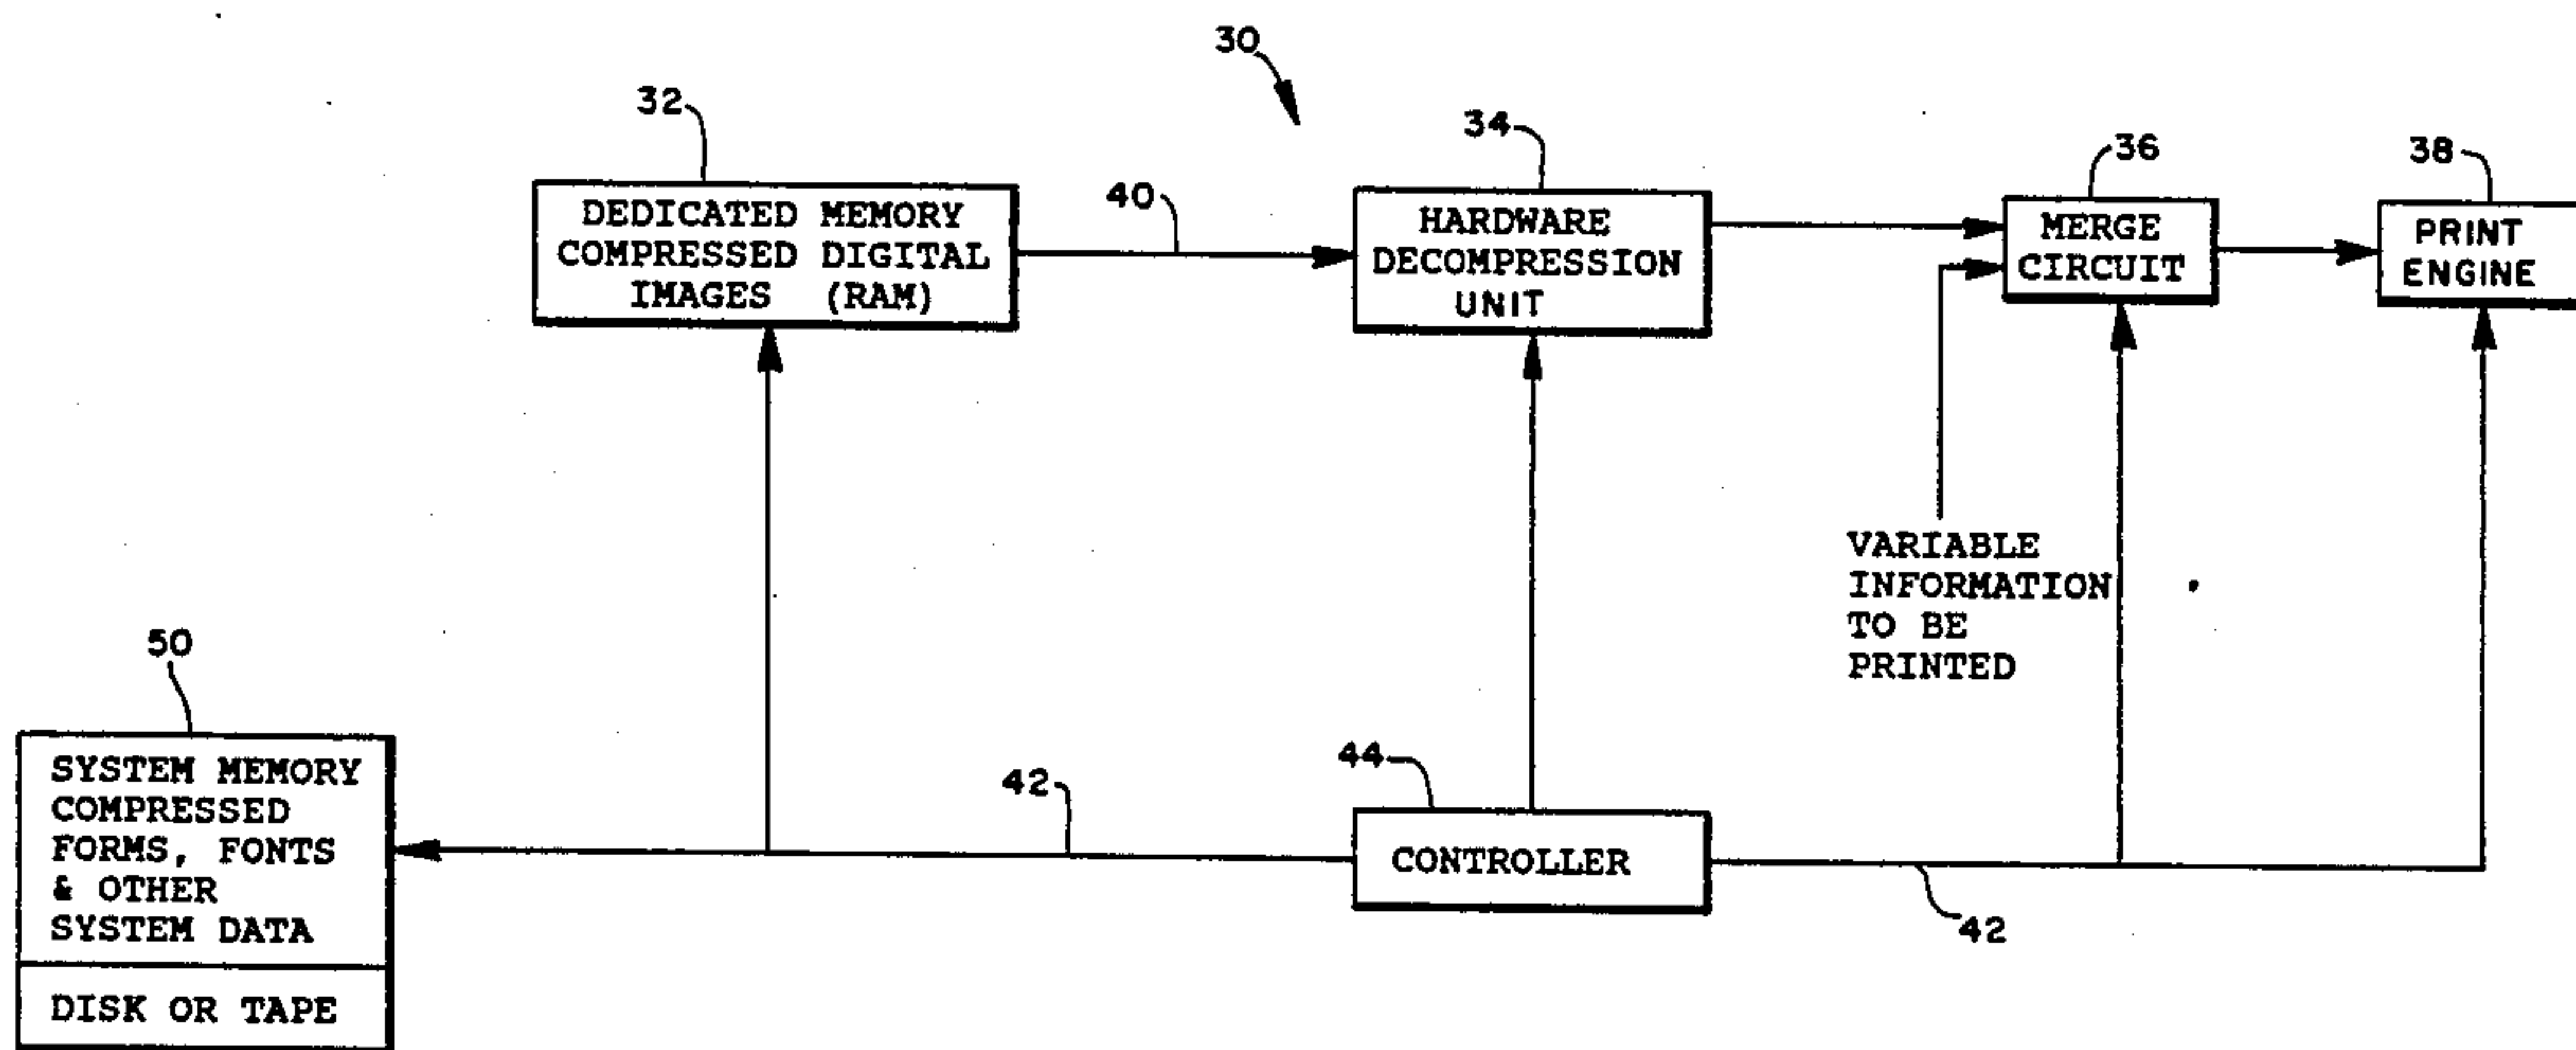 30
32
34
36
38
40
DEDICATED MEMORY
COMPRESSED DIGITAL
IMAGES (RAM)
HARDWARE
DECOMPRESSION
UNIT
MERGE
CIRCUIT
PRINT
ENGINE
VARIABLE
INFORMATION
TO BE
PRINTED
50
SYSTEM MEMORY
COMPRESSED
FORMS, FONTS
& OTHER
SYSTEM DATA
DISK OR TAPE
42
44
CONTROLLER
42